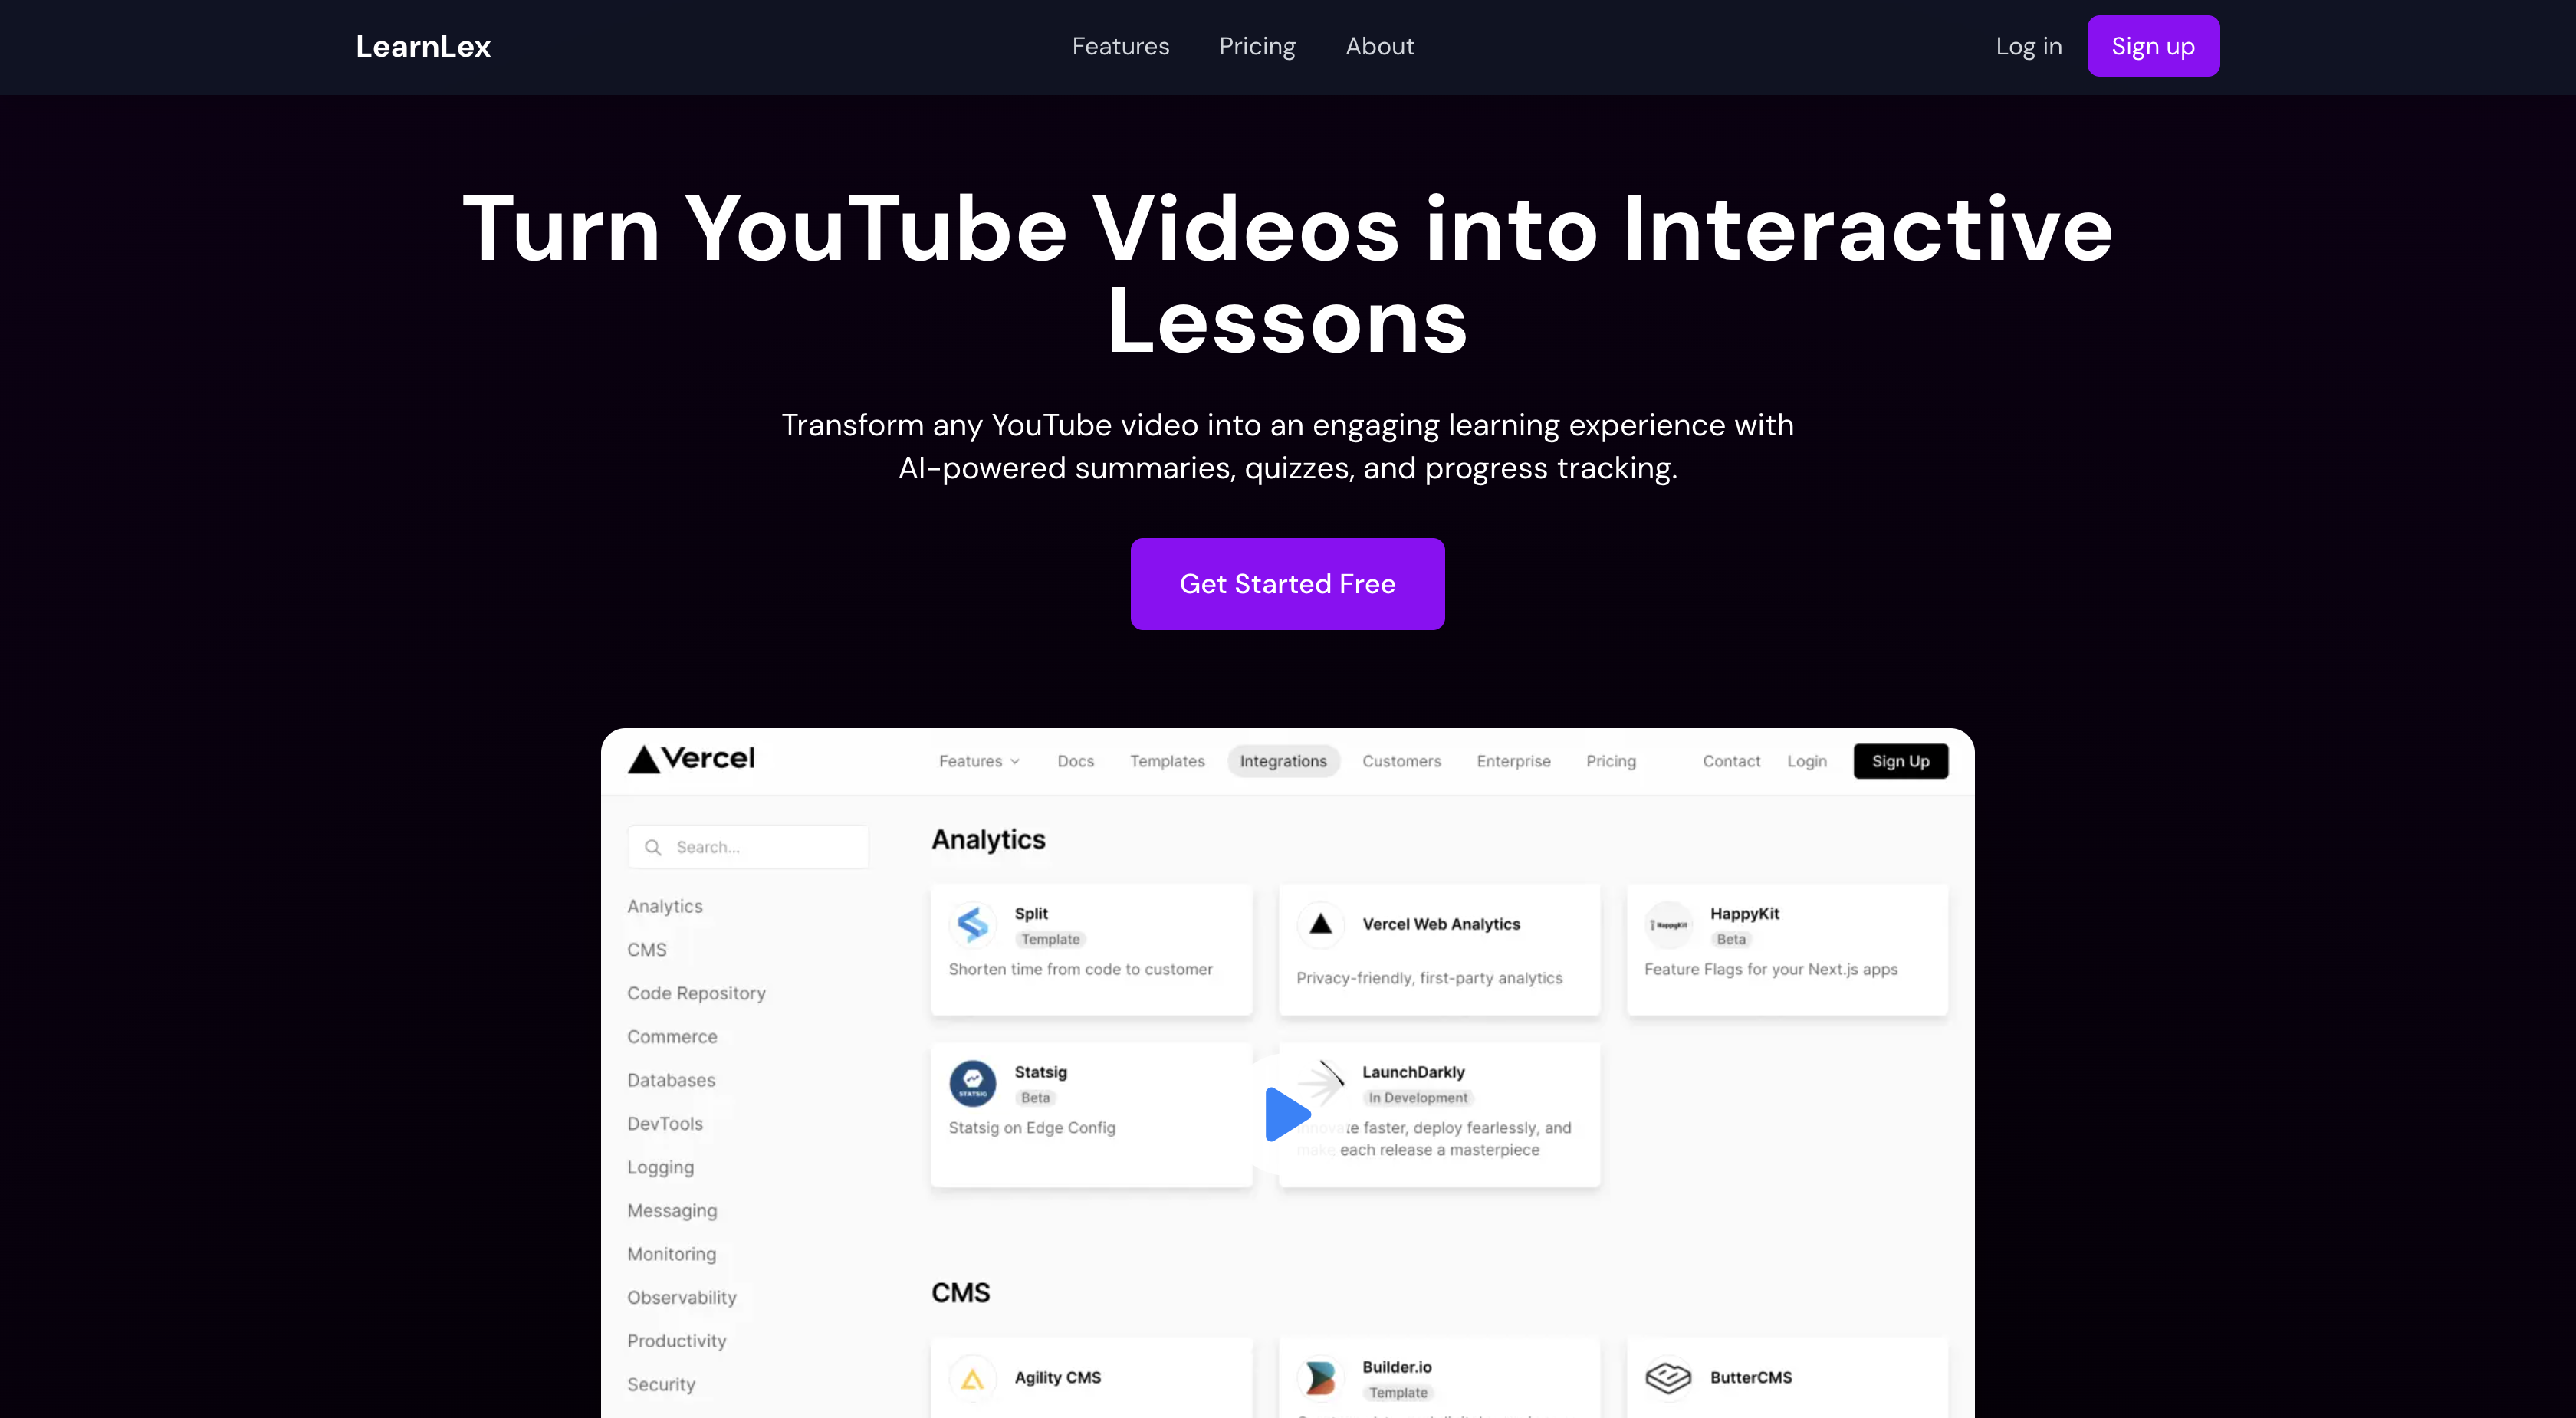 LearnLex
Features Pricing About
Log in Sign up
Turn YouTube Videos into Interactive
Lessons
Transform any YouTube video into an engaging learning experience with
AI-powered summaries, quizzes, and progress tracking.
Get Started Free
Vercel
Features Docs Templates Integrations Customers Enterprise Pricing
Contact Login Sign Up
Search...
Analytics
CMS
Code Repository
Commerce
Databases
DevTools
Logging
Messaging
Monitoring
Observability
Productivity
Security
Analytics
Split
Template
Shorten time from code to customer
Vercel Web Analytics
Privacy-friendly, first-party analytics
HappyKit
HappyKit
Beta
Feature Flags for your Next.js apps
STATSIG
Statsig
Beta
Statsig on Edge Config
LaunchDarkly
In Development
Innovate faster, deploy fearlessly, and
make each release a masterpiece
CMS
Agility CMS
Builder.io
Template
ButterCMS